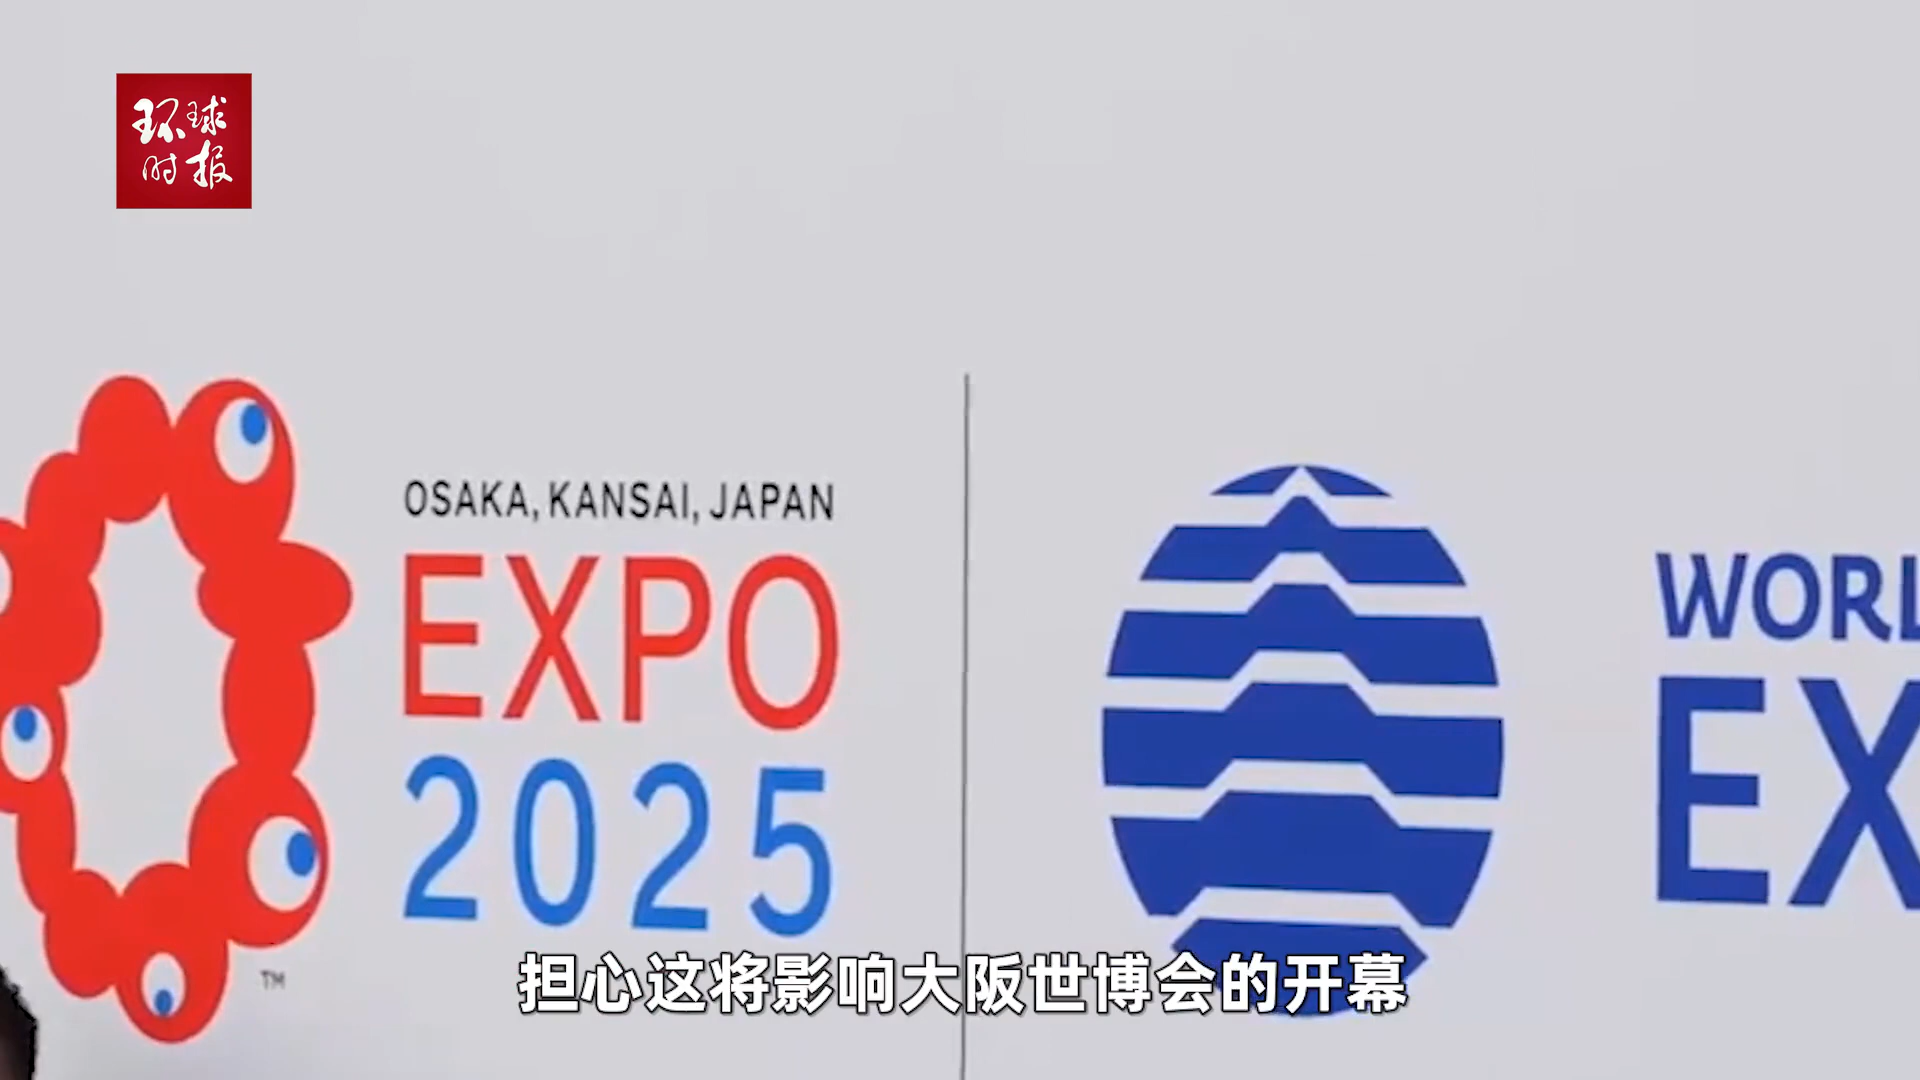 环球
时报
OSAKA, KANSAI, JAPAN
EXPO
2025
TM
WORL
EX
担心这将影响大阪世博会的开幕